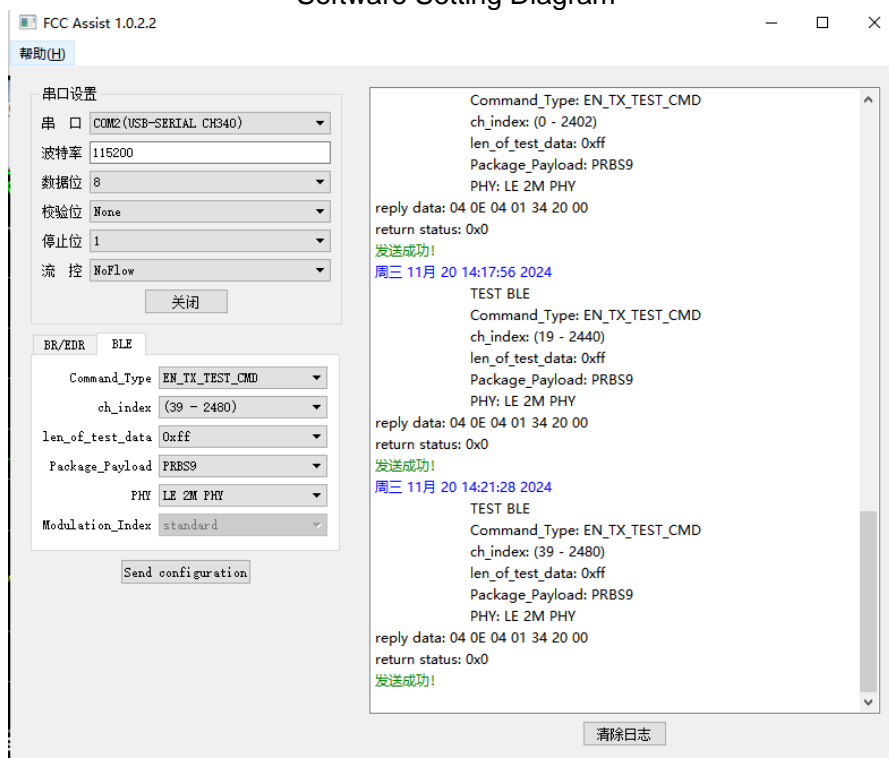 Software Setting Diagram
FCC Assist 1.0.2.2
帮助(H)
串口设置
串 口 COM2(USB-SERIAL CH340)
波特率 115200
数据位 8
校验位 None
停止位 1
流 控 NoFlow
关闭
BR/EDR BLE
Command_Type EN_TX_TEST_CMD
ch_index (39 - 2480)
len_of_test_data 0xff
Package_Payload PRBS9
PHY LE 2M PHY
Modulation_Index standard
Send configuration
Command_Type: EN_TX_TEST_CMD
ch_index: (0 - 2402)
len_of_test_data: 0xff
Package_Payload: PRBS9
PHY: LE 2M PHY
reply data: 04 0E 04 01 34 20 00
return status: 0x0
发送成功!
周三 11月 20 14:17:56 2024
TEST BLE
Command_Type: EN_TX_TEST_CMD
ch_index: (19 - 2440)
len_of_test_data: 0xff
Package_Payload: PRBS9
PHY: LE 2M PHY
reply data: 04 0E 04 01 34 20 00
return status: 0x0
发送成功!
周三 11月 20 14:21:28 2024
TEST BLE
Command_Type: EN_TX_TEST_CMD
ch_index: (39 - 2480)
len_of_test_data: 0xff
Package_Payload: PRBS9
PHY: LE 2M PHY
reply data: 04 0E 04 01 34 20 00
return status: 0x0
发送成功!
清除日志